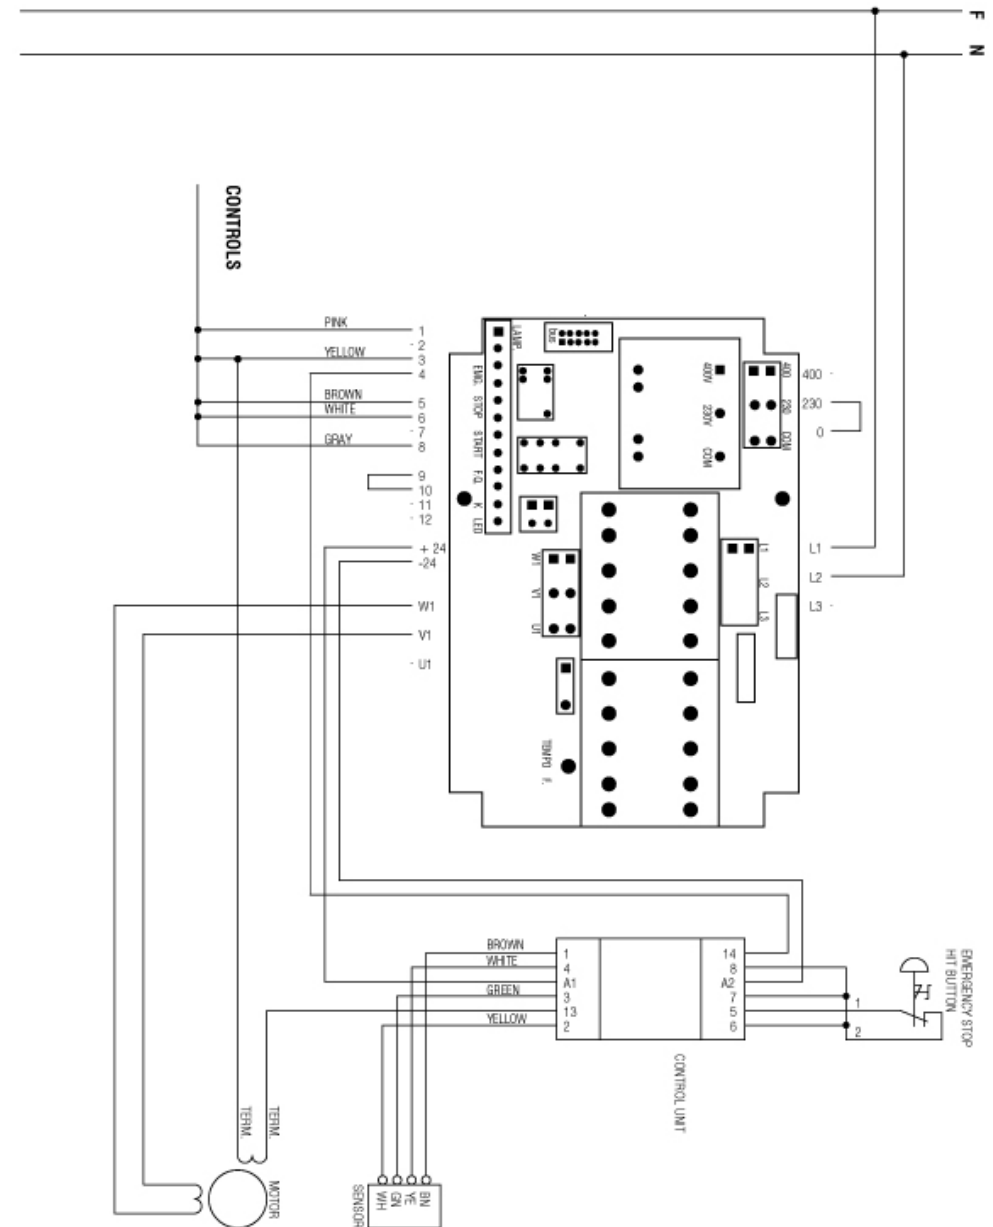 F
N
CONTROLS
PINK
1
2
YELLOW
3
4
BROWN
5
WHITE
6
7
GRAY
8
9
10
11
12
+ 24
-24
W1
V1
U1
LAMP.
EMG. STOP START F.Q. K LED
bus
400V 230V COM
400 230 COM
400
230
0
L1
L2
L3
L1 L2 L3
W1 V1 U1
TEMPO F.
BROWN
1
WHITE
4
A1
GREEN
3
13
YELLOW
2
14
8
A2
7
5
6
1
2
EMERGENCY STOP
HIT BUTTON
CONTROL UNIT
TERM.
TERM.
MOTOR
SENSOR
WH GN YE BN